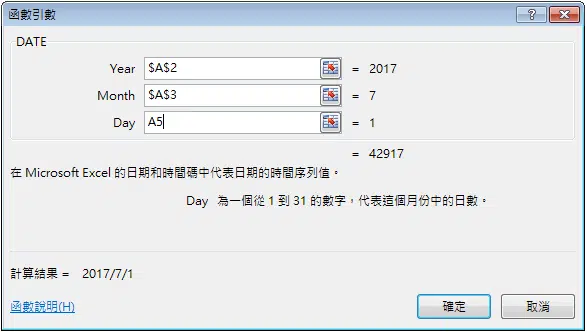 函數引數
DATE
Year $A$2 = 2017
Month $A$3 = 7
Day A5 = 1
= 42917
在 Microsoft Excel 的日期和時間碼中代表日期的時間序列值。
Day 為一個從 1 到 31 的數字，代表這個月份中的日數。
計算結果 = 2017/7/1
函數說明(H) 確定 取消